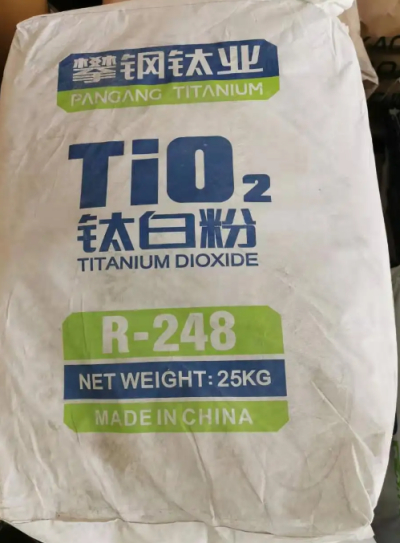 攀钢钛业
PANGANG TITANIUM
TiO₂
钛白粉
TITANIUM DIOXIDE
R-248
NET WEIGHT: 25KG
MADE IN CHINA